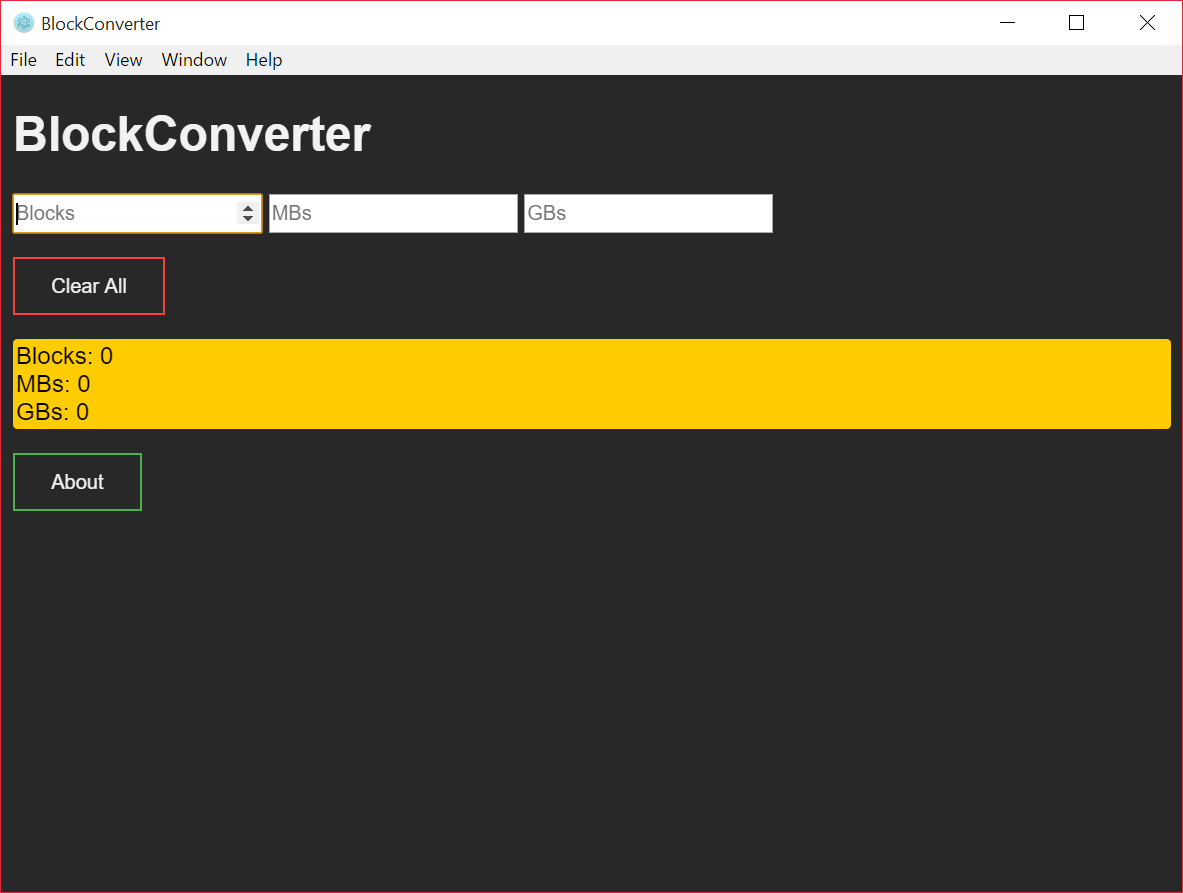 BlockConverter
File Edit View Window Help
BlockConverter
Blocks MBs GBs
Clear All
Blocks: 0
MBs: 0
GBs: 0
About